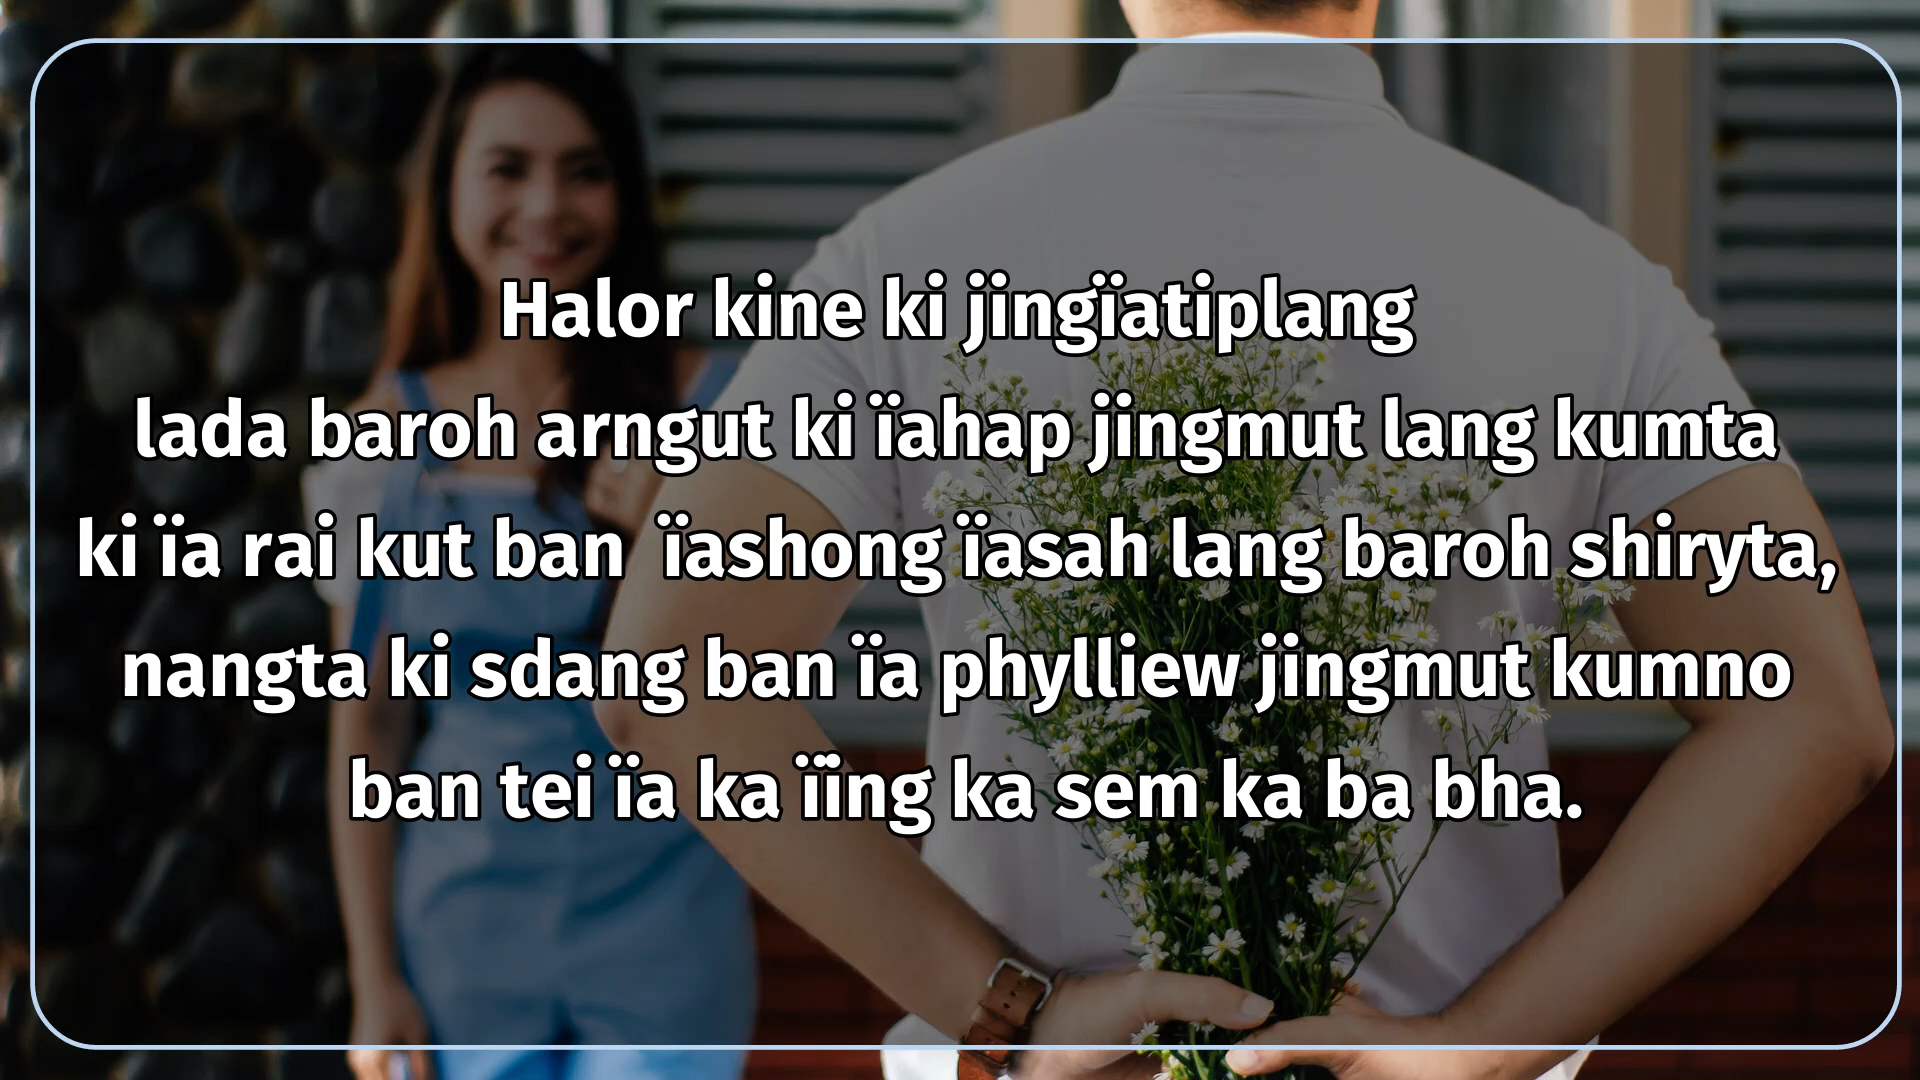 Halor kine ki jingïatiplang
lada baroh arngut ki ïahap jingmut lang kumta
ki ïa rai kut ban  ïashong ïasah lang baroh shiryta,
nangta ki sdang ban ïa phylliew jingmut kumno
ban tei ïa ka ïïng ka sem ka ba bha.